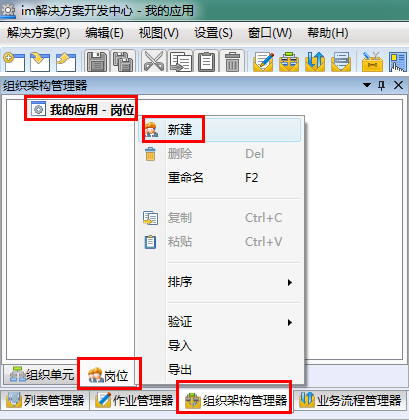 im解决方案开发中心 - 我的应用
解决方案(P) 编辑(E) 视图(V) 设置(S) 窗口(W) 帮助(H)
组织架构管理器
我的应用 - 岗位
新建
删除 Del
重命名 F2
复制 Ctrl+C
粘贴 Ctrl+V
排序
验证
导入
导出
组织单元 岗位
列表管理器 作业管理器 组织架构管理器 业务流程管理器